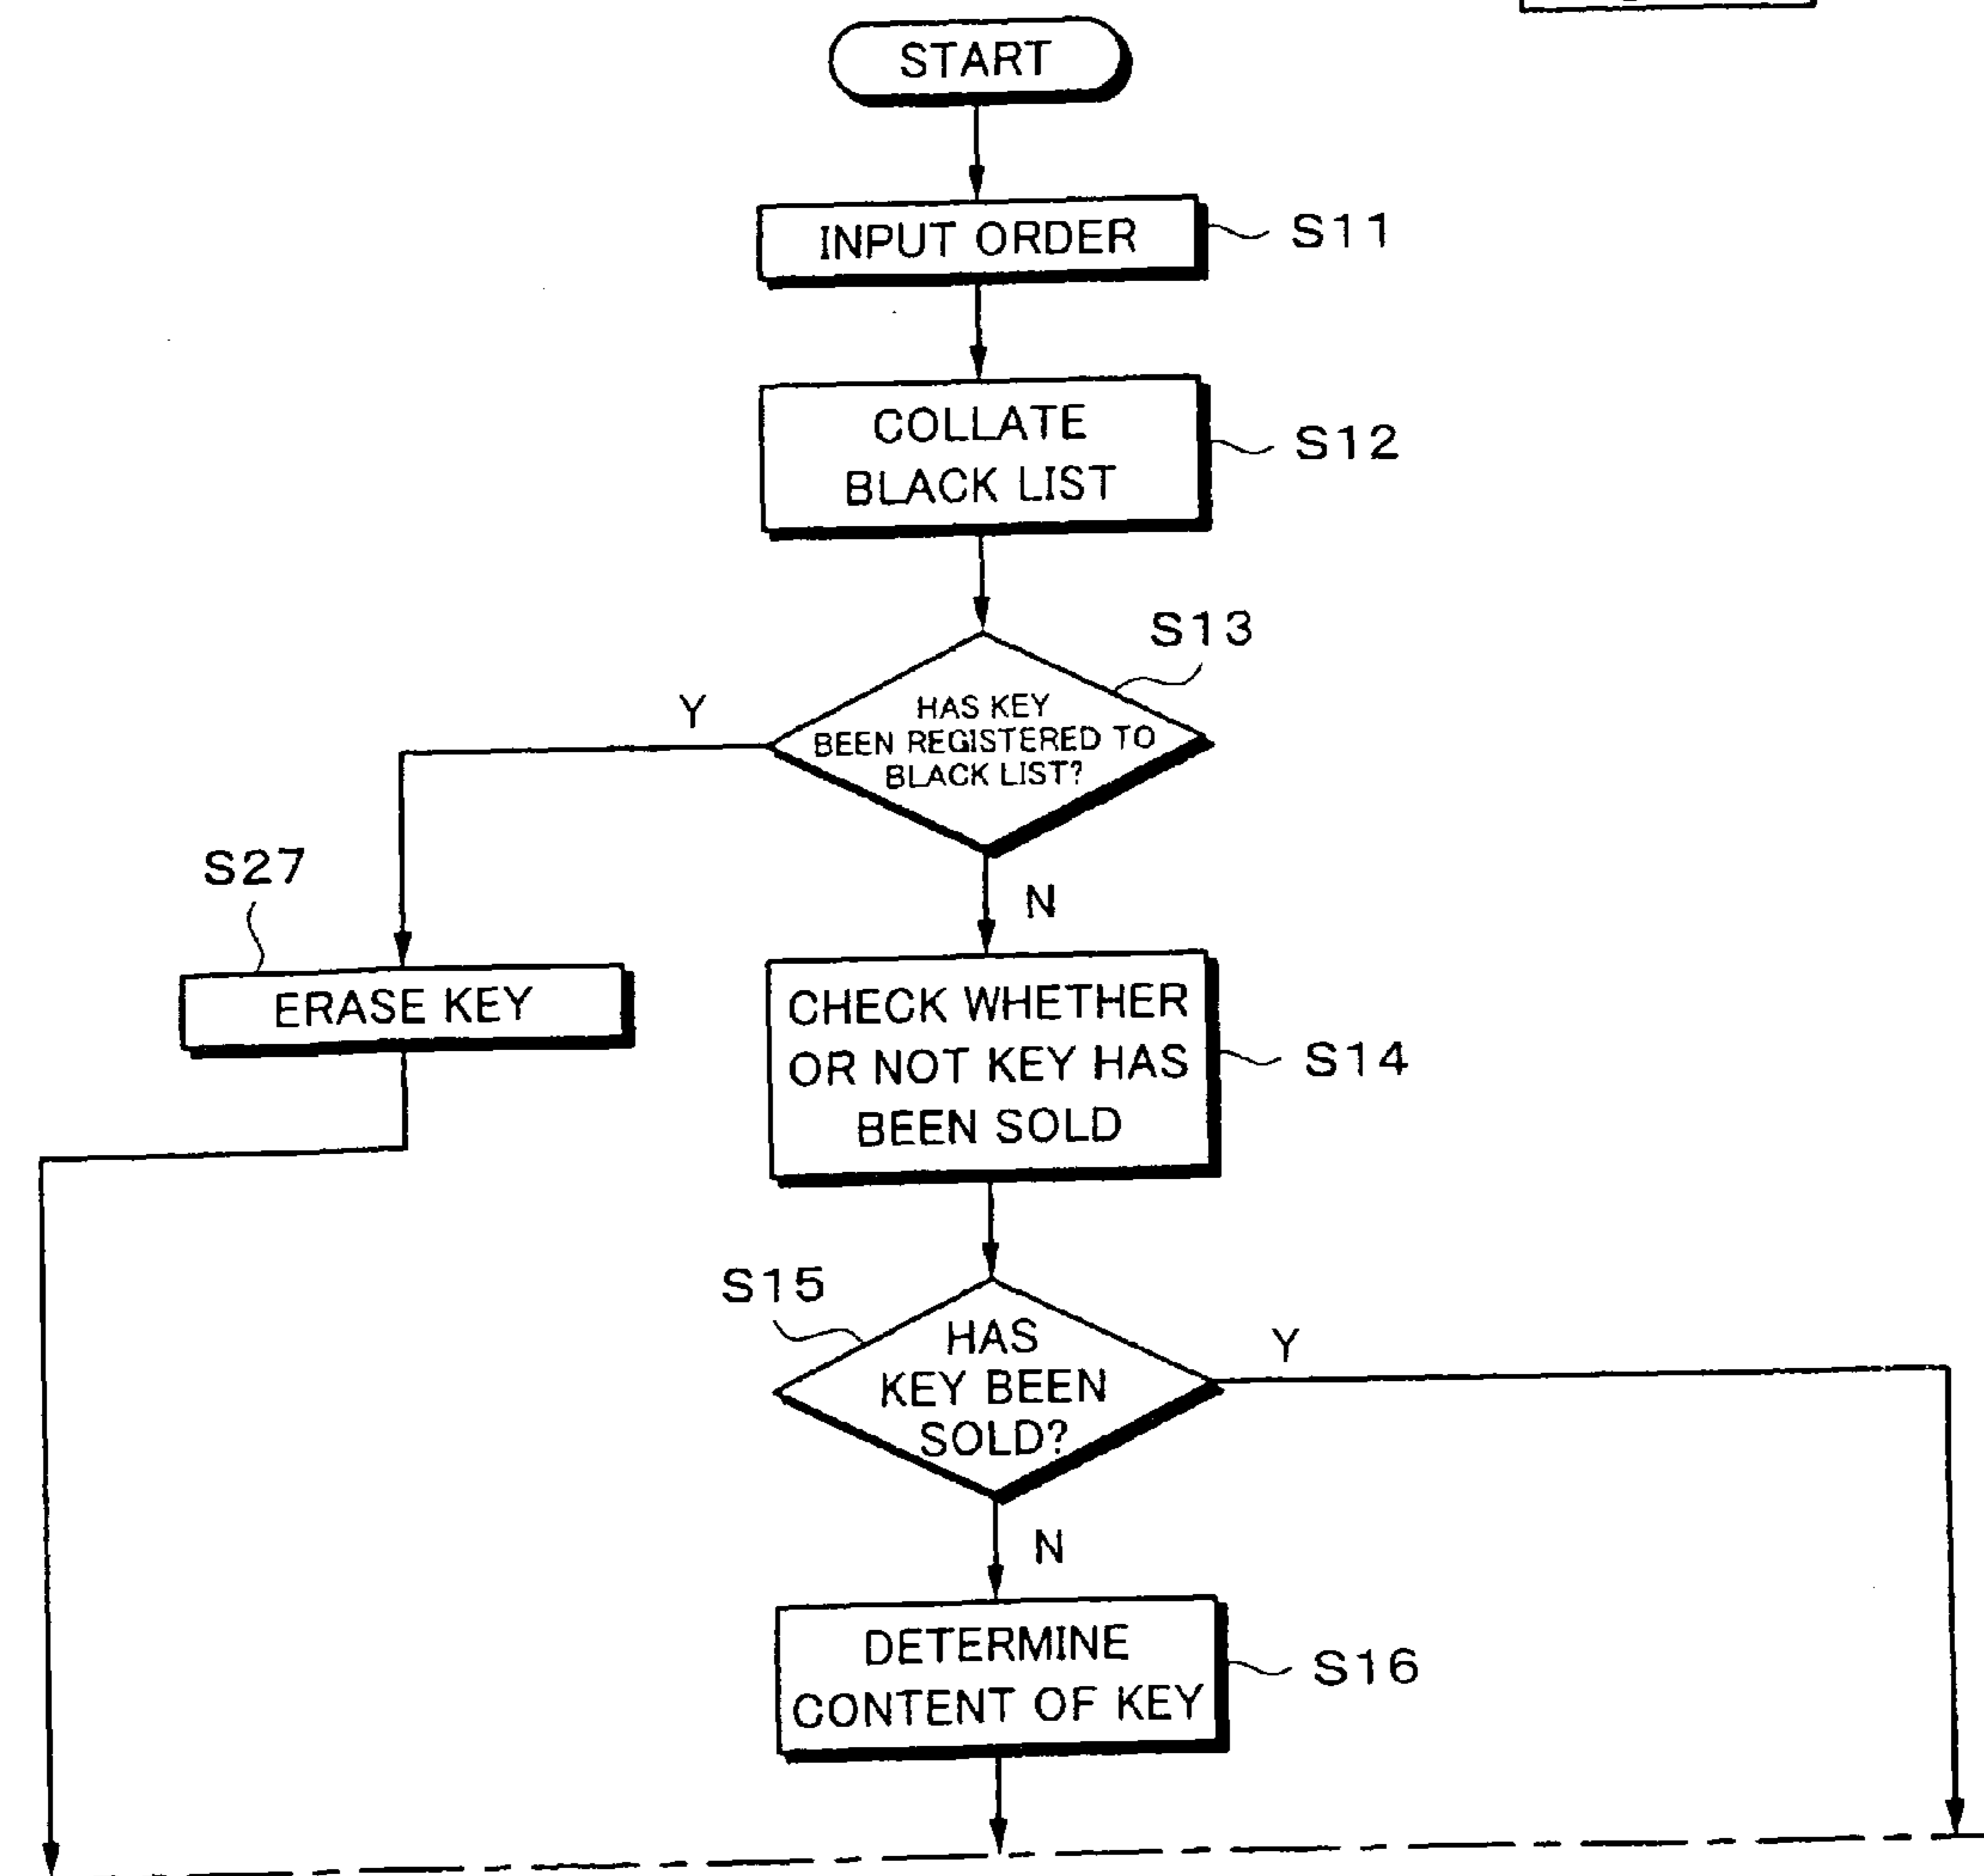 START
INPUT ORDER
S11
COLLATE
BLACK LIST
S12
S13
HAS KEY
BEEN REGISTERED TO
BLACK LIST?
Y
N
S27
ERASE KEY
CHECK WHETHER
OR NOT KEY HAS
BEEN SOLD
S14
S15
HAS
KEY BEEN
SOLD?
Y
N
DETERMINE
CONTENT OF KEY
S16